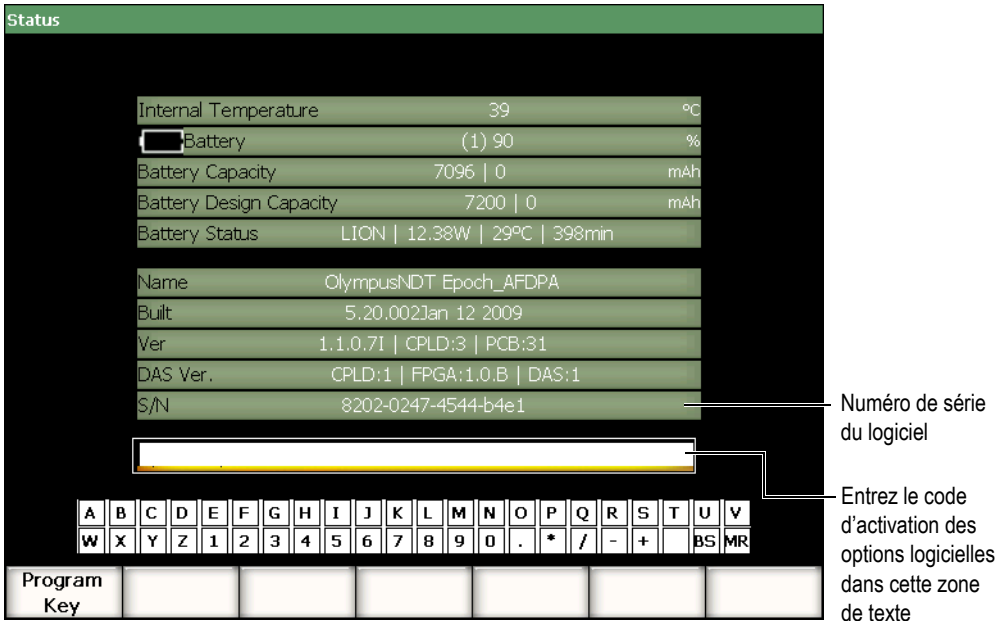 Status
Internal Temperature 39 ºC
Battery (1) 90 %
Battery Capacity 7096 | 0 mAh
Battery Design Capacity 7200 | 0 mAh
Battery Status LION | 12.38W | 29ºC | 398min
Name OlympusNDT Epoch_AFDPA
Built 5.20.002Jan 12 2009
Ver 1.1.0.7I | CPLD:3 | PCB:31
DAS Ver. CPLD:1 | FPGA:1.0.B | DAS:1
S/N 8202-0247-4544-b4e1
Numéro de série
du logiciel
Entrez le code
d'activation des
options logicielles
dans cette zone
de texte
A B C D E F G H I J K L M N O P Q R S T U V
W X Y Z 1 2 3 4 5 6 7 8 9 0 . * / - + BS MR
Program
Key